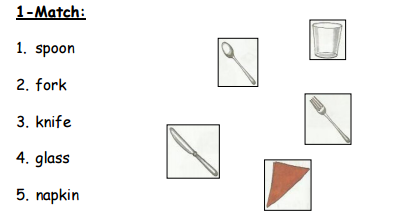 1-Match:
1. spoon
2. fork
3. knife
4. glass
5. napkin